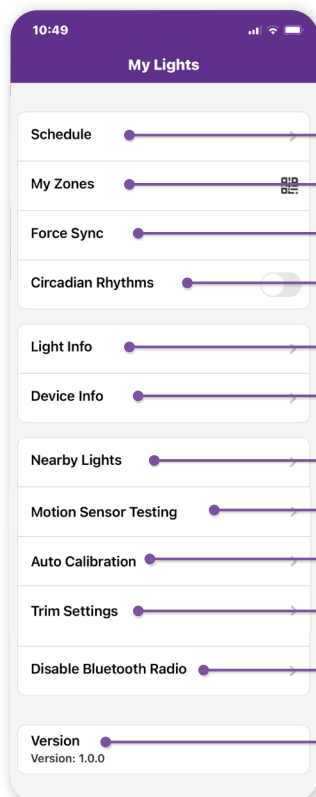 10:49
My Lights
Schedule
My Zones
Force Sync
Circadian Rhythms
Light Info
Device Info
Nearby Lights
Motion Sensor Testing
Auto Calibration
Trim Settings
Disable Bluetooth Radio
Version
Version: 1.0.0